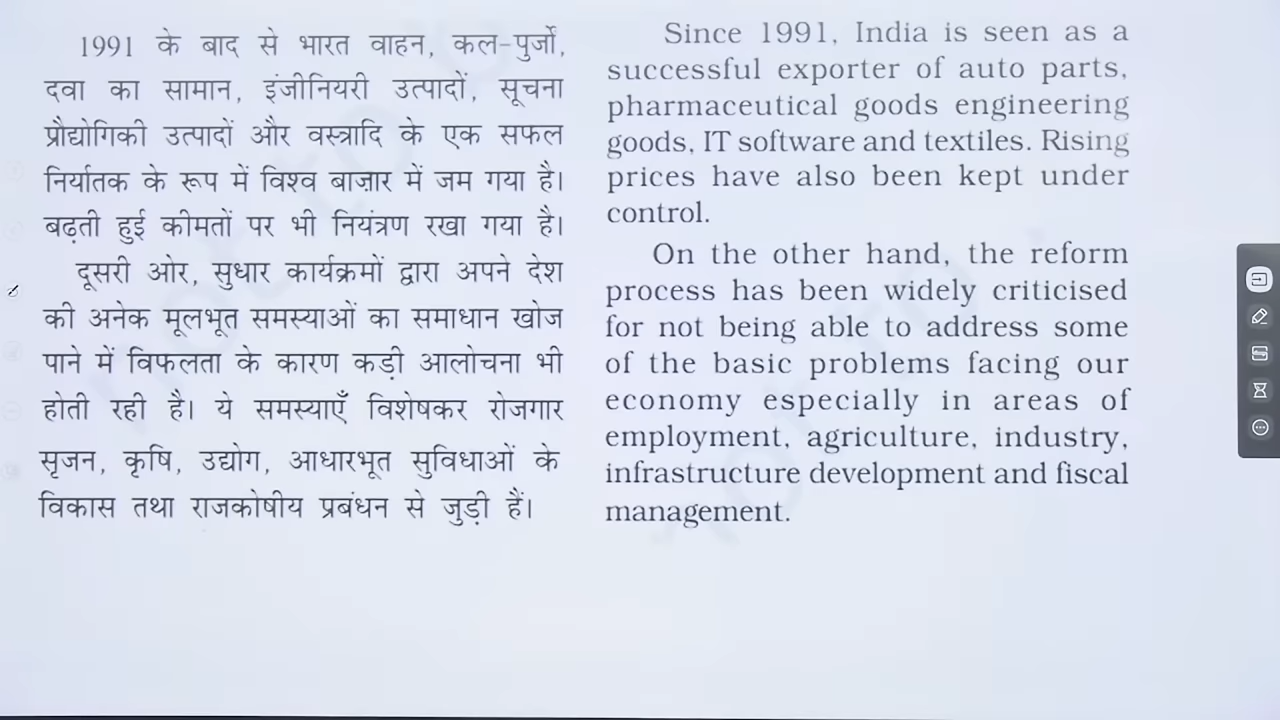 1991 के बाद से भारत वाहन, कल-पुर्जों,
दवा का सामान, इंजीनियरी उत्पादों, सूचना
प्रौद्योगिकी उत्पादों और वस्त्रादि के एक सफल
निर्यातक के रूप में विश्व बाज़ार में जम गया है।
बढ़ती हुई कीमतों पर भी नियंत्रण रखा गया है।
दूसरी ओर, सुधार कार्यक्रमों द्वारा अपने देश
की अनेक मूलभूत समस्याओं का समाधान खोज
पाने में विफलता के कारण कड़ी आलोचना भी
होती रही है। ये समस्याएँ विशेषकर रोजगार
सृजन, कृषि, उद्योग, आधारभूत सुविधाओं के
विकास तथा राजकोषीय प्रबंधन से जुड़ी हैं।
Since 1991, India is seen as a
successful exporter of auto parts,
pharmaceutical goods engineering
goods, IT software and textiles. Rising
prices have also been kept under
control.
On the other hand, the reform
process has been widely criticised
for not being able to address some
of the basic problems facing our
economy especially in areas of
employment, agriculture, industry,
infrastructure development and fiscal
management.